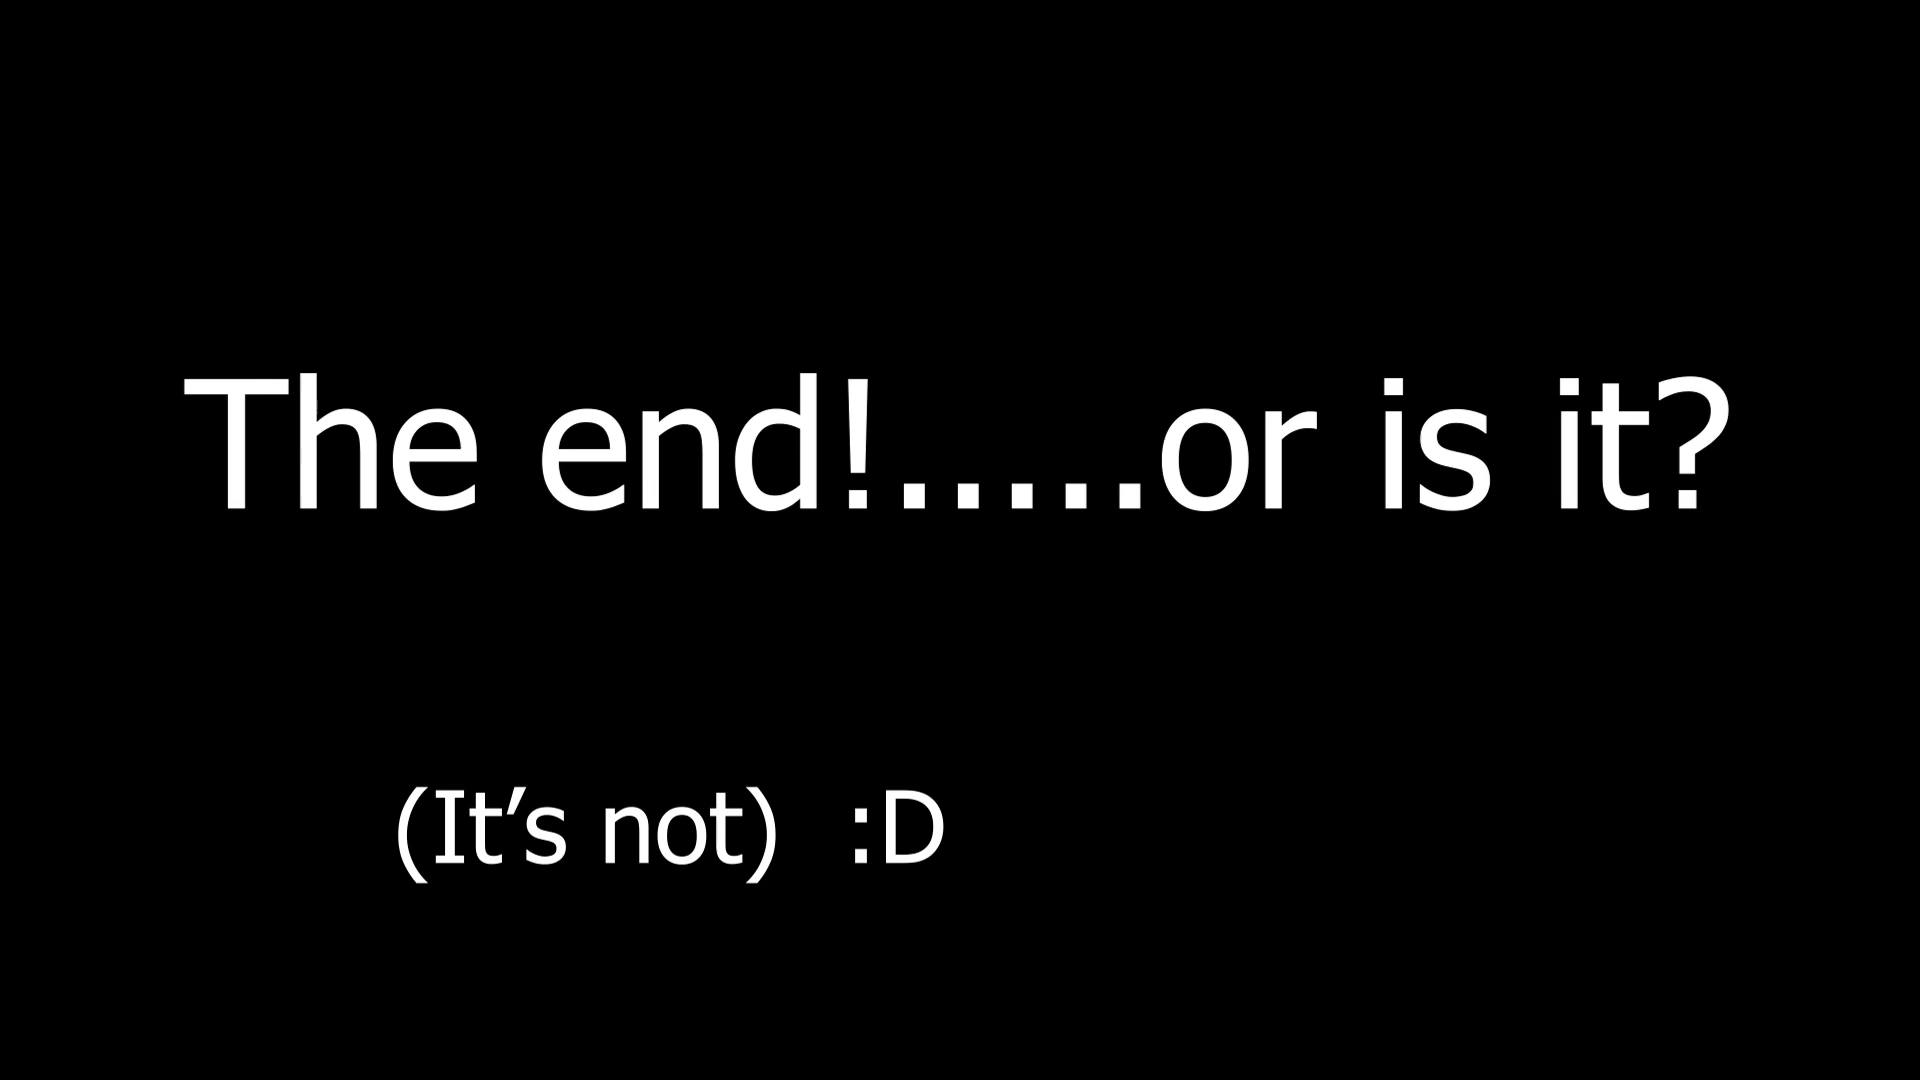 The end!.....or is it?
(It’s not)  :D